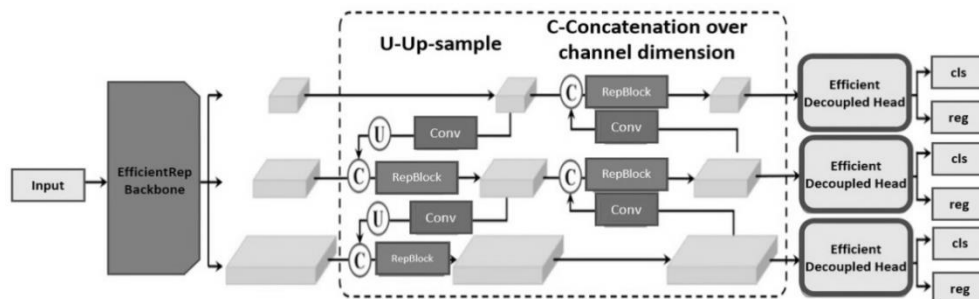 U-Up-sample
C-Concatenation over
channel dimension
Input
EfficientRep
Backbone
C
RepBlock
U
Conv
Conv
C
RepBlock
C
RepBlock
U
Conv
Conv
C
RepBlock
Efficient
Decoupled Head
cls
reg
Efficient
Decoupled Head
cls
reg
Efficient
Decoupled Head
cls
reg